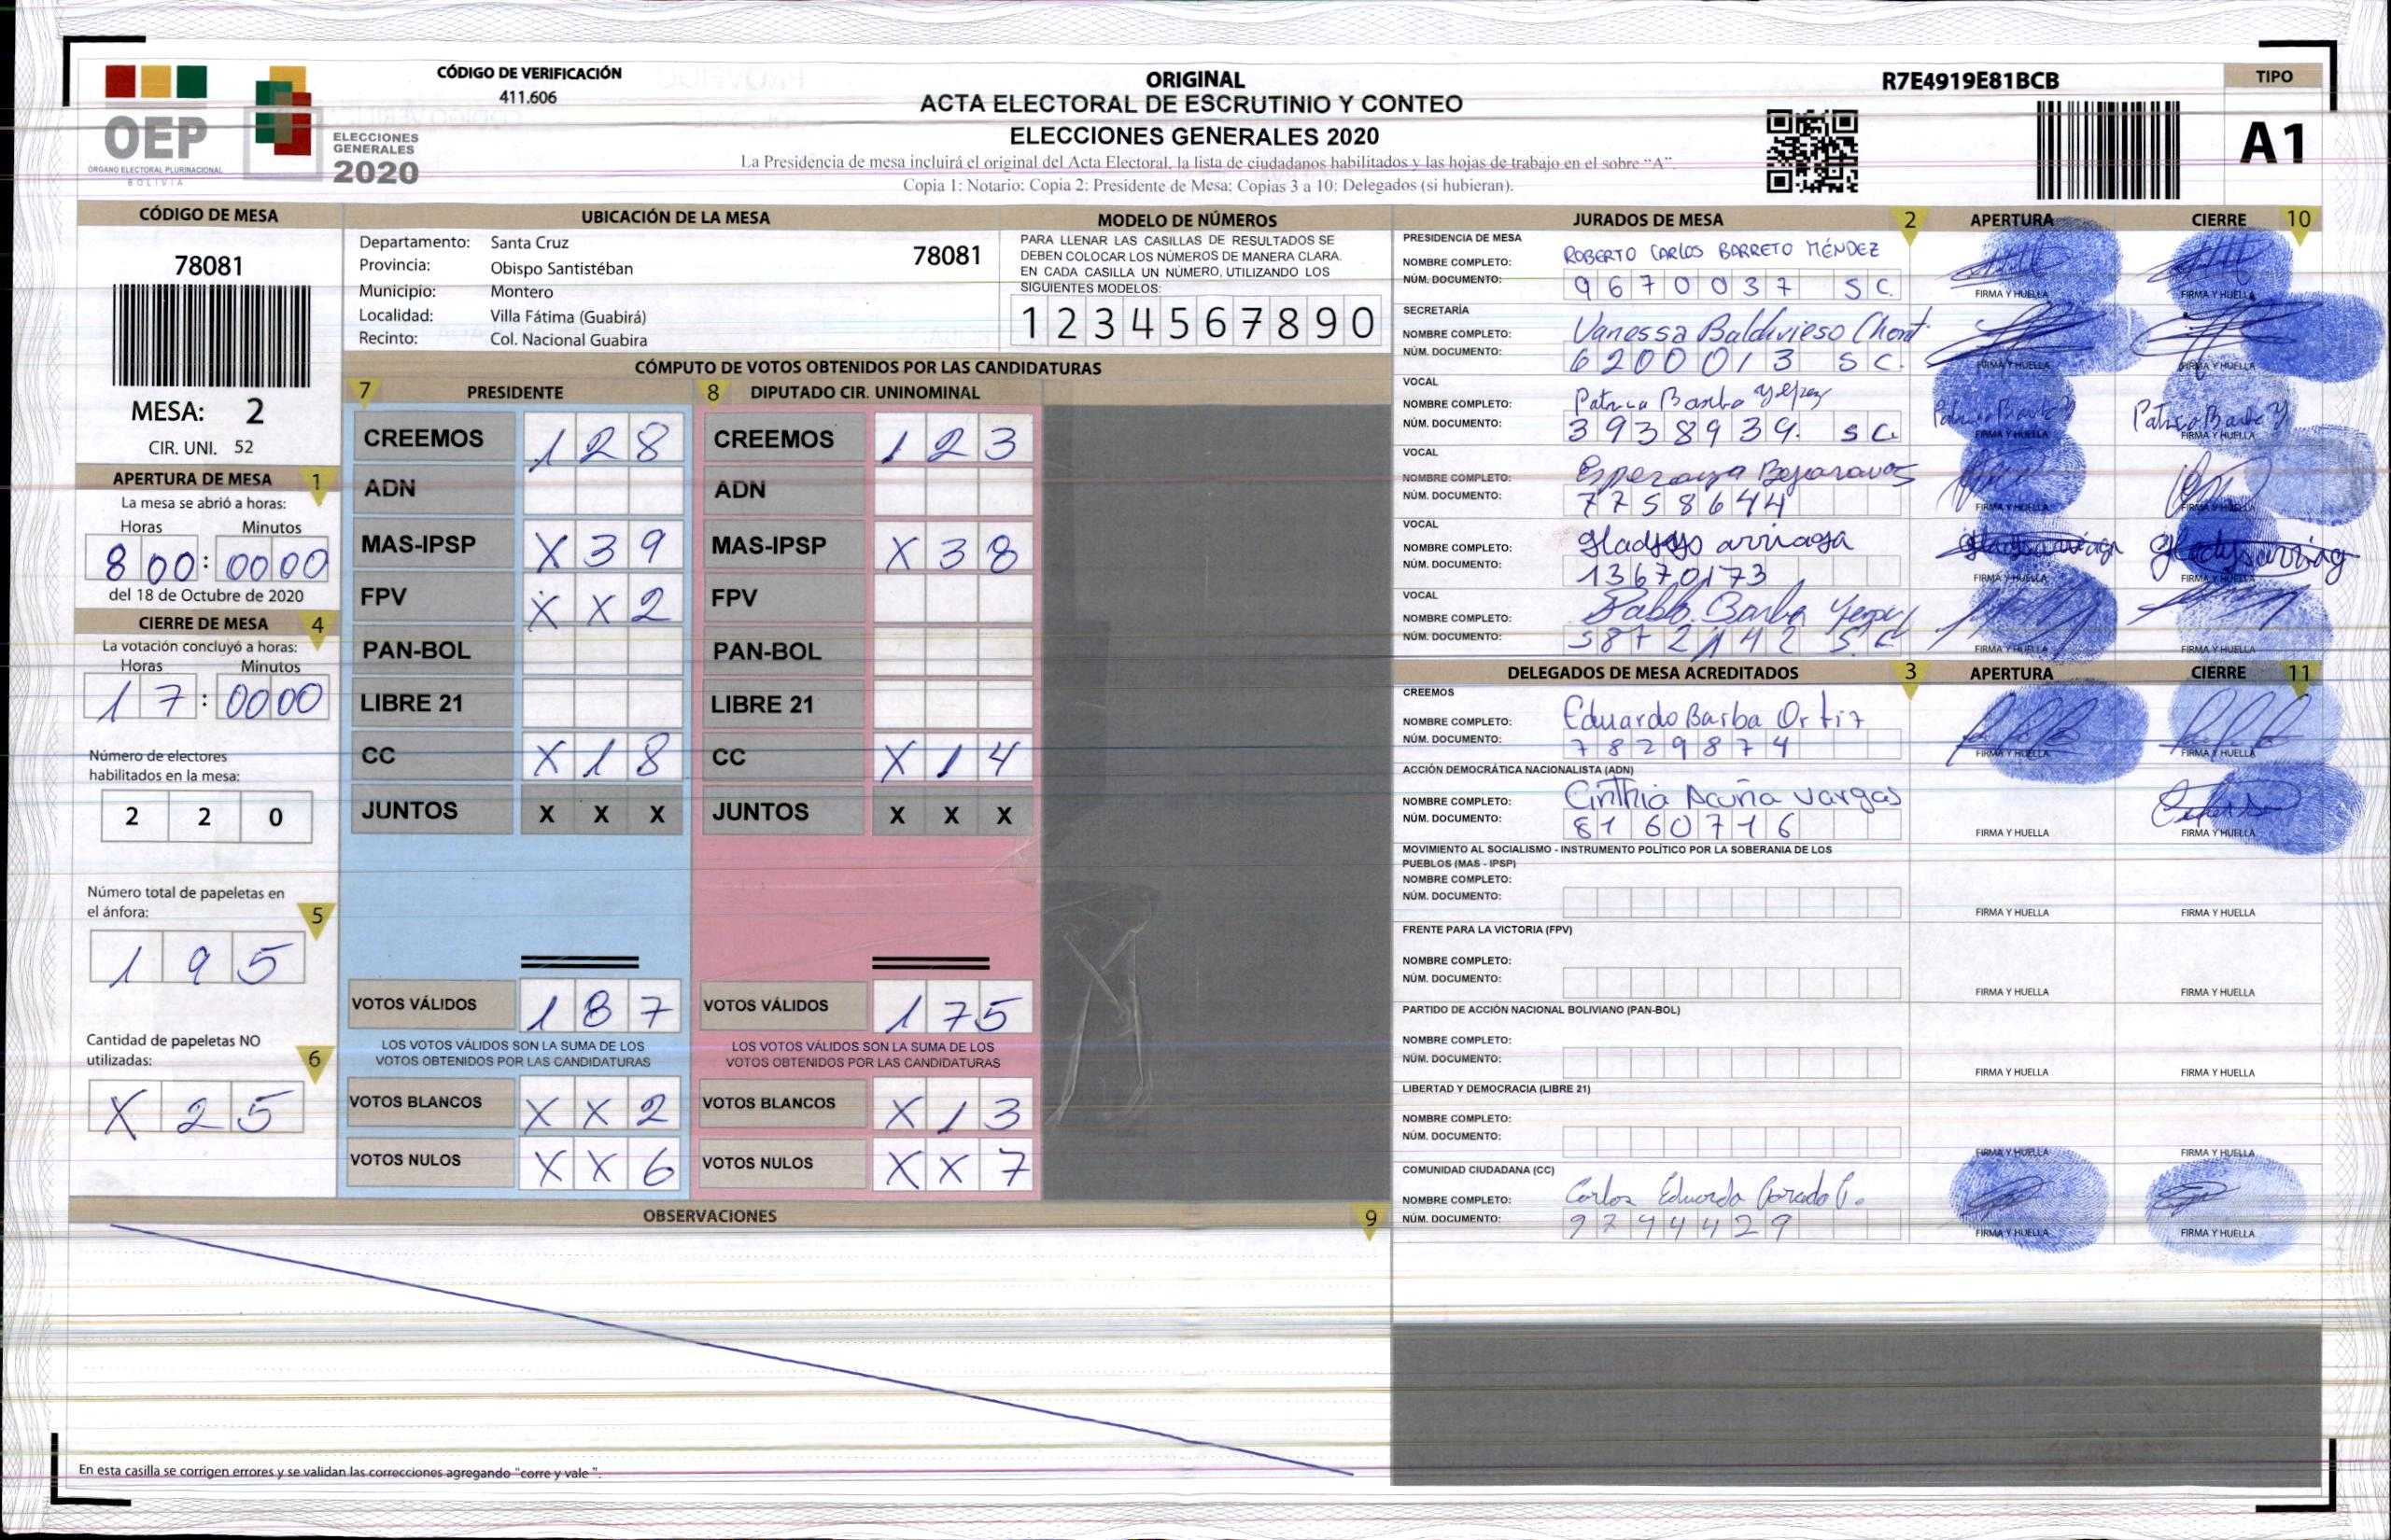 CÓDIGO DE VERIFICACIÓN
411.606
OEP
ÓRGANO ELECTORAL PLURINACIONAL
BOLIVIA
ELECCIONES
GENERALES
2020
ORIGINAL
ACTA ELECTORAL DE ESCRUTINIO Y CONTEO
ELECCIONES GENERALES 2020
La Presidencia de mesa incluirá el original del Acta Electoral, la lista de ciudadanos habilitados y las hojas de trabajo en el sobre "A".
Copia 1: Notario; Copia 2: Presidente de Mesa; Copias 3 a 10: Delegados (si hubieran).
R7E4919E81BCB
TIPO
A1
CÓDIGO DE MESA
78081
MESA: 2
CIR. UNI. 52
APERTURA DE MESA 1
La mesa se abrió a horas:
Horas Minutos
8 00 : 00 00
del 18 de Octubre de 2020
CIERRE DE MESA 4
La votación concluyó a horas:
Horas Minutos
1 7 : 00 00
Número de electores
habilitados en la mesa:
2 2 0
Número total de papeletas en
el ánfora: 5
1 9 5
Cantidad de papeletas NO
utilizadas: 6
X 2 5
UBICACIÓN DE LA MESA
Departamento: Santa Cruz 78081
Provincia: Obispo Santistéban
Municipio: Montero
Localidad: Villa Fátima (Guabirá)
Recinto: Col. Nacional Guabira
MODELO DE NÚMEROS
PARA LLENAR LAS CASILLAS DE RESULTADOS SE
DEBEN COLOCAR LOS NÚMEROS DE MANERA CLARA.
EN CADA CASILLA UN NÚMERO, UTILIZANDO LOS
SIGUIENTES MODELOS:
1 2 3 4 5 6 7 8 9 0
CÓMPUTO DE VOTOS OBTENIDOS POR LAS CANDIDATURAS
7 PRESIDENTE
CREEMOS 1 2 8
ADN
MAS-IPSP X 3 9
FPV X X 2
PAN-BOL
LIBRE 21
CC X 1 8
JUNTOS X X X
VOTOS VÁLIDOS 1 8 7
LOS VOTOS VÁLIDOS SON LA SUMA DE LOS
VOTOS OBTENIDOS POR LAS CANDIDATURAS
VOTOS BLANCOS X X 2
VOTOS NULOS X X 6
8 DIPUTADO CIR. UNINOMINAL
CREEMOS 1 2 3
ADN
MAS-IPSP X 3 8
FPV
PAN-BOL
LIBRE 21
CC X 1 4
JUNTOS X X X
VOTOS VÁLIDOS 1 7 5
LOS VOTOS VÁLIDOS SON LA SUMA DE LOS
VOTOS OBTENIDOS POR LAS CANDIDATURAS
VOTOS BLANCOS X 1 3
VOTOS NULOS X X 7
OBSERVACIONES 9
En esta casilla se corrigen errores y se validan las correcciones agregando "corre y vale ".
JURADOS DE MESA 2 APERTURA CIERRE 10
PRESIDENCIA DE MESA
NOMBRE COMPLETO: ROBERTO CARLOS BARRETO MÉNDEZ
NÚM. DOCUMENTO: 9670037 SC.
FIRMA Y HUELLA FIRMA Y HUELLA
SECRETARÍA
NOMBRE COMPLETO: Vanessa Baldivieso
NÚM. DOCUMENTO: 6200013 SC.
FIRMA Y HUELLA FIRMA Y HUELLA
VOCAL
NOMBRE COMPLETO: Patricia Barba Yepez
NÚM. DOCUMENTO: 3938939. SC.
FIRMA Y HUELLA FIRMA Y HUELLA
VOCAL
NOMBRE COMPLETO: Esperanza
NÚM. DOCUMENTO: 7758644
FIRMA Y HUELLA FIRMA Y HUELLA
VOCAL
NOMBRE COMPLETO: arriaga
NÚM. DOCUMENTO: 13670173
FIRMA Y HUELLA FIRMA Y HUELLA
VOCAL
NOMBRE COMPLETO: Pablo Barba
NÚM. DOCUMENTO: 5872142 S.C
FIRMA Y HUELLA FIRMA Y HUELLA
DELEGADOS DE MESA ACREDITADOS 3 APERTURA CIERRE 11
CREEMOS
NOMBRE COMPLETO: Eduardo Barba Ortiz
NÚM. DOCUMENTO: 7829874
FIRMA Y HUELLA FIRMA Y HUELLA
ACCIÓN DEMOCRÁTICA NACIONALISTA (ADN)
NOMBRE COMPLETO: Cinthia Acuña Vargas
NÚM. DOCUMENTO: 8160716
FIRMA Y HUELLA FIRMA Y HUELLA
MOVIMIENTO AL SOCIALISMO - INSTRUMENTO POLÍTICO POR LA SOBERANIA DE LOS
PUEBLOS (MAS - IPSP)
NOMBRE COMPLETO:
NÚM. DOCUMENTO:
FIRMA Y HUELLA FIRMA Y HUELLA
FRENTE PARA LA VICTORIA (FPV)
NOMBRE COMPLETO:
NÚM. DOCUMENTO:
FIRMA Y HUELLA FIRMA Y HUELLA
PARTIDO DE ACCIÓN NACIONAL BOLIVIANO (PAN-BOL)
NOMBRE COMPLETO:
NÚM. DOCUMENTO:
FIRMA Y HUELLA FIRMA Y HUELLA
LIBERTAD Y DEMOCRACIA (LIBRE 21)
NOMBRE COMPLETO:
NÚM. DOCUMENTO:
FIRMA Y HUELLA FIRMA Y HUELLA
COMUNIDAD CIUDADANA (CC)
NOMBRE COMPLETO: Carlos Eduardo
NÚM. DOCUMENTO: 9794429
FIRMA Y HUELLA FIRMA Y HUELLA